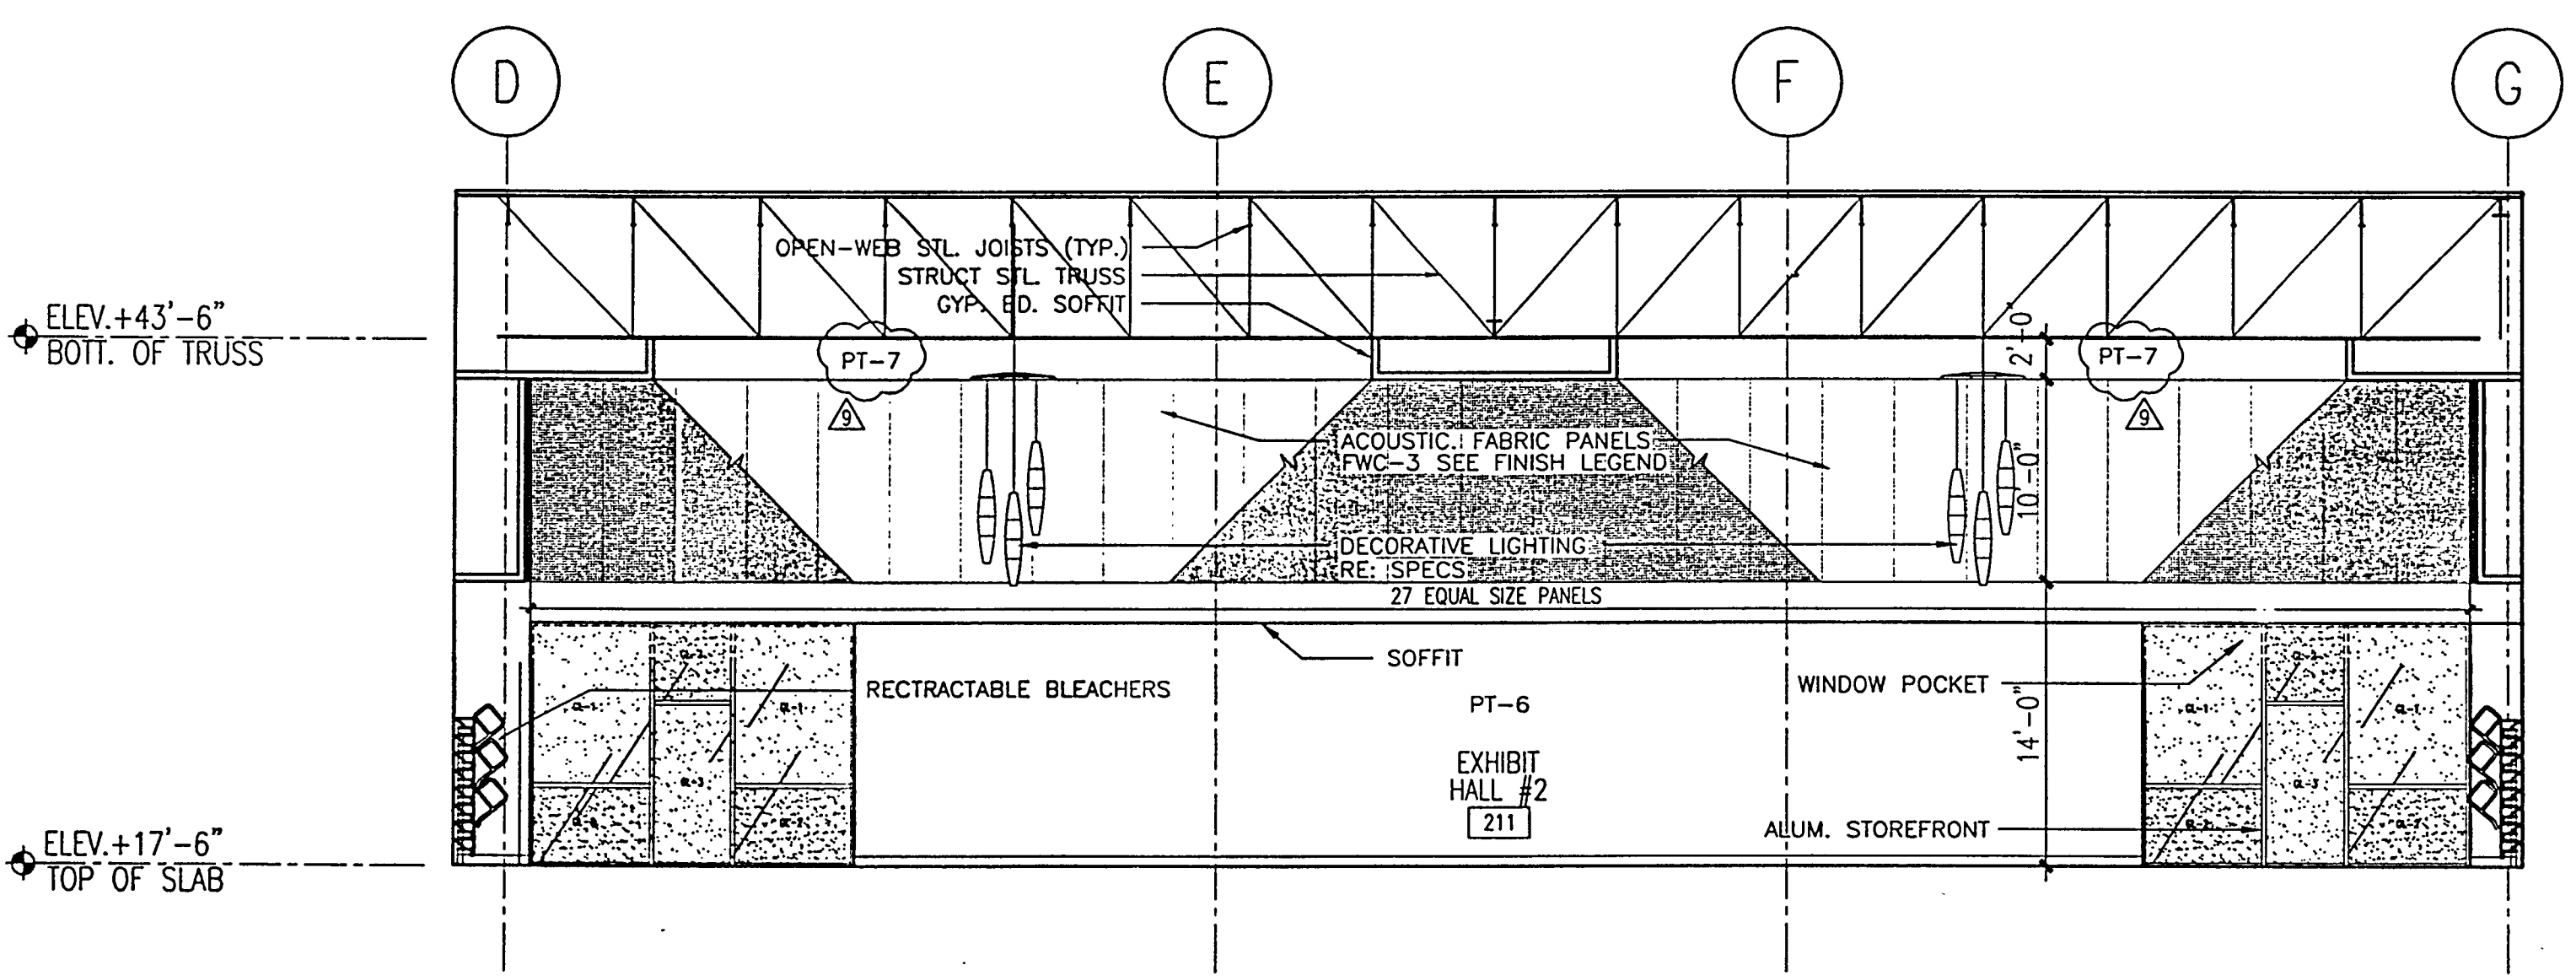 D
E
F
G
OPEN-WEB STL. JOISTS (TYP.)
STRUCT STL. TRUSS
GYP. BD. SOFFIT
ELEV.+43'-6"
BOTT. OF TRUSS
PT-7
9
2'-0
PT-7
9
ACOUSTIC. FABRIC PANELS
FWC-3 SEE FINISH LEGEND
10'-0"
DECORATIVE LIGHTING
RE: SPECS
27 EQUAL SIZE PANELS
SOFFIT
RECTRACTABLE BLEACHERS
WINDOW POCKET
PT-6
14'-0"
EXHIBIT
HALL #2
211
ALUM. STOREFRONT
ELEV.+17'-6"
TOP OF SLAB